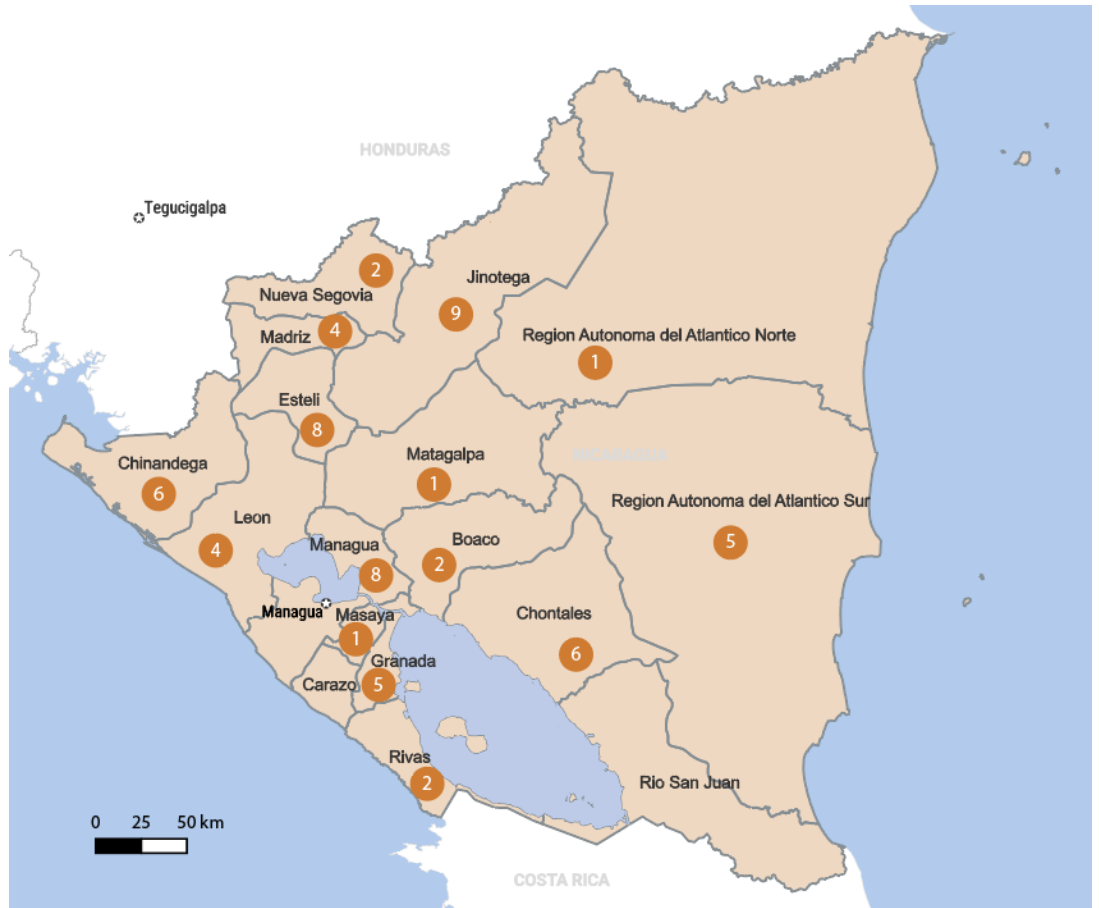 HONDURAS
Tegucigalpa
2
Nueva Segovia
Jinotega
9
Madriz
4
Region Autonoma del Atlantico Norte
1
Esteli
8
Chinandega
6
Matagalpa
1
NICARAGUA
Region Autonoma del Atlantico Sur
5
Leon
4
Managua
8
Boaco
2
Managua
Masaya
1
Chontales
6
Granada
5
Carazo
Rivas
2
Rio San Juan
0 25 50 km
COSTA RICA